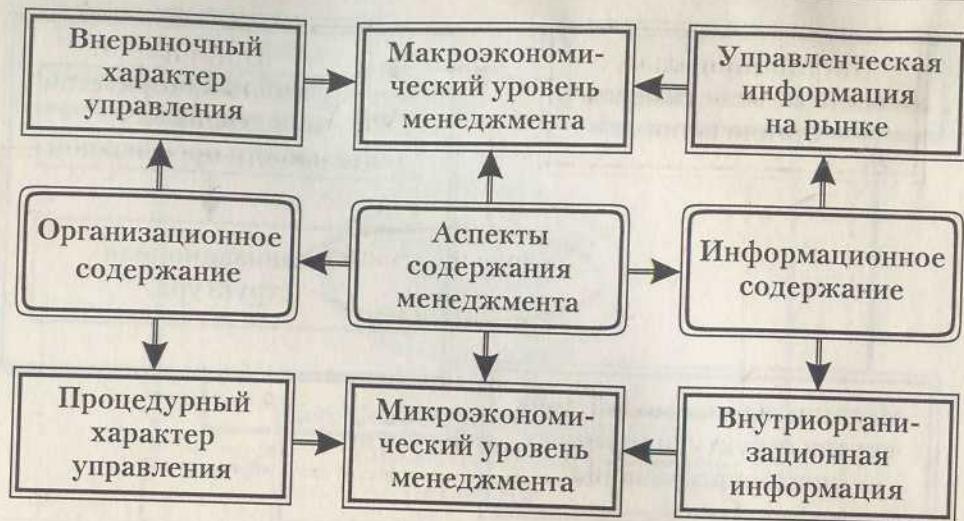 Внерыночный
характер
управления
Макроэкономи-
ческий уровень
менеджмента
Управленческая
информация
на рынке
Организационное
содержание
Аспекты
содержания
менеджмента
Информационное
содержание
Процедурный
характер
управления
Микроэкономи-
ческий уровень
менеджмента
Внутриоргани-
зационная
информация